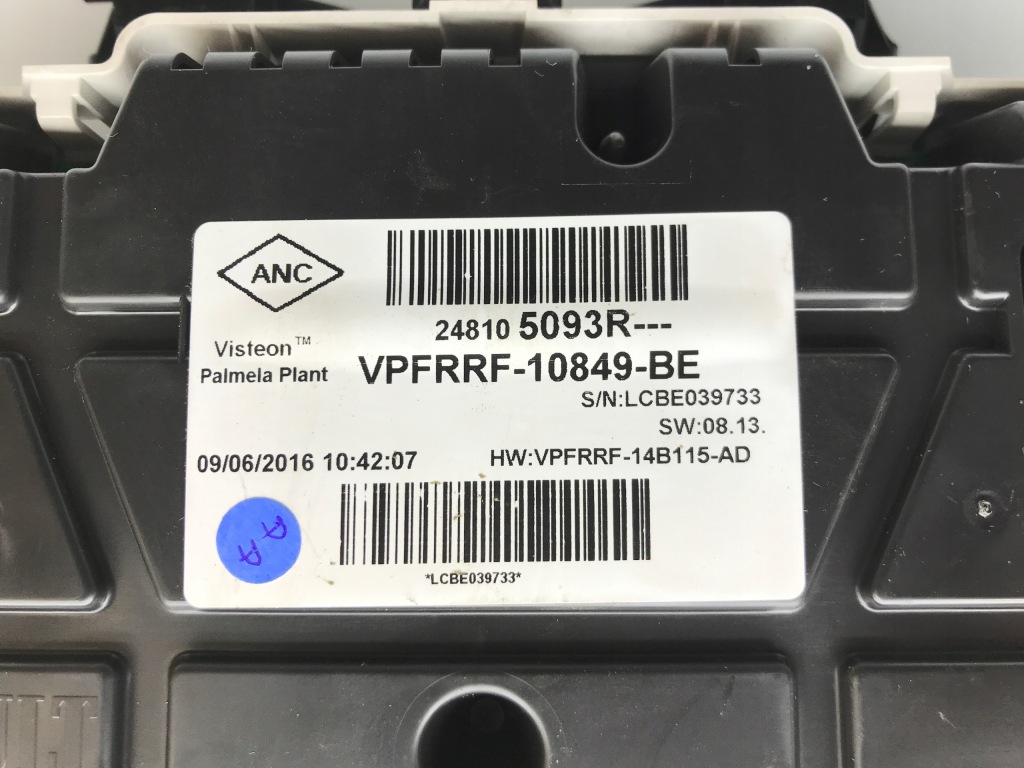 ANC
24810 5093R---
Visteon™
Palmela Plant
VPFRRF-10849-BE
S/N:LCBE039733
SW:08.13.
09/06/2016 10:42:07
HW:VPFRRF-14B115-AD
AA
*LCBE039733*